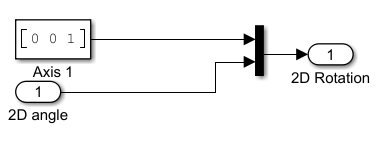 [0 0 1]
Axis 1
1
2D angle
1
2D Rotation